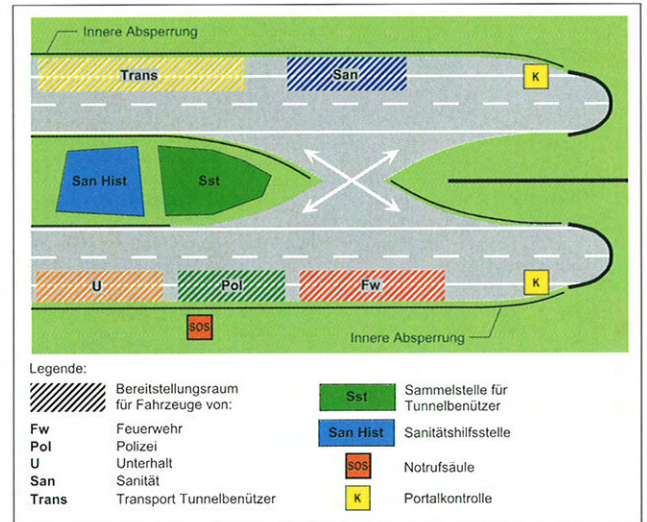 Innere Absperrung
Trans San K
San Hist Sst
U Pol Fw K
SOS
Innere Absperrung
Legende:
Bereitstellungsraum
für Fahrzeuge von:
Fw Feuerwehr
Pol Polizei
U Unterhalt
San Sanität
Trans Transport Tunnelbenützer
Sst Sammelstelle für
Tunnelbenützer
San Hist Sanitätshilfsstelle
SOS Notrufsäule
K Portalkontrolle